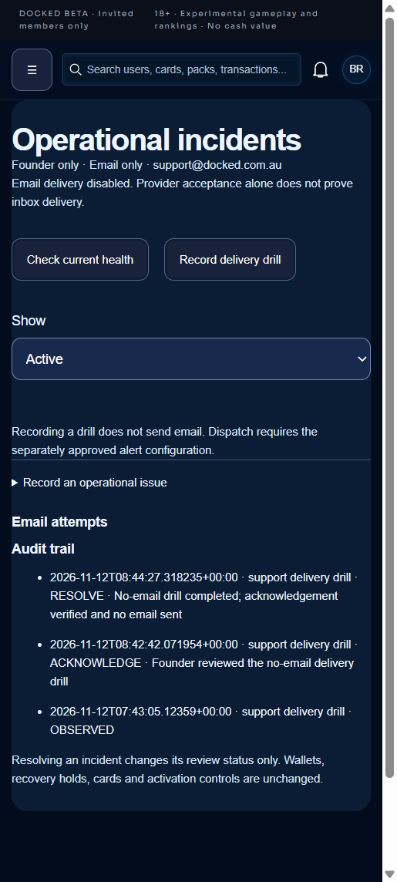 DOCKED BETA · Invited members only
18+ · Experimental gameplay and rankings · No cash value
☰
Search users, cards, packs, transactions...
BR
Operational incidents
Founder only · Email only · support@docked.com.au
Email delivery disabled. Provider acceptance alone does not prove
inbox delivery.
Check current health
Record delivery drill
Show
Active
Recording a drill does not send email. Dispatch requires the
separately approved alert configuration.
▶ Record an operational issue
Email attempts
Audit trail
• 2026-11-12T08:44:27.318235+00:00 · support delivery drill ·
RESOLVE · No-email drill completed; acknowledgement
verified and no email sent
• 2026-11-12T08:42:42.071954+00:00 · support delivery drill ·
ACKNOWLEDGE · Founder reviewed the no-email delivery
drill
• 2026-11-12T07:43:05.12359+00:00 · support delivery drill ·
OBSERVED
Resolving an incident changes its review status only. Wallets,
recovery holds, cards and activation controls are unchanged.